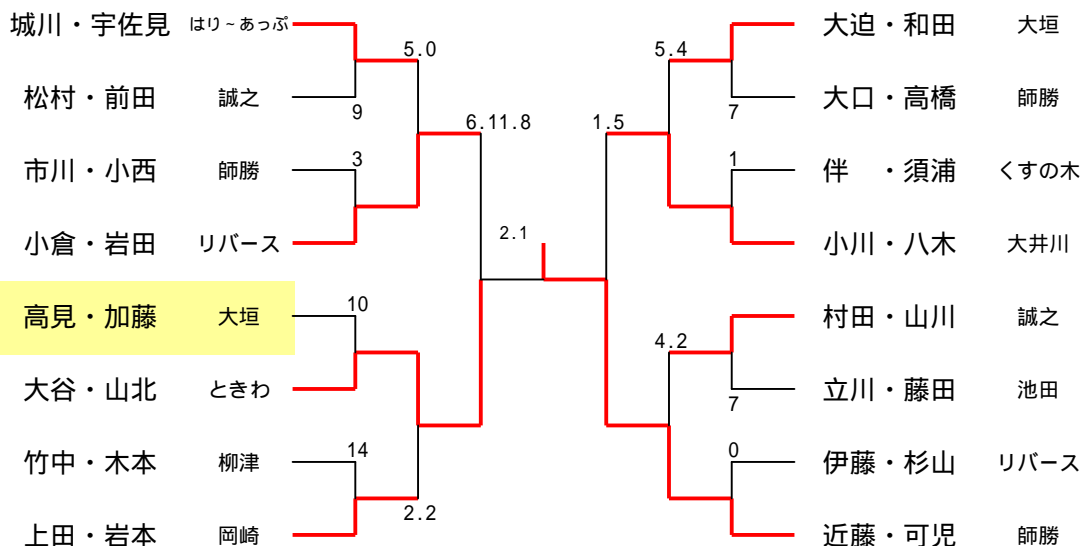 城川・宇佐見 はり~あっぷ
5.0
松村・前田 誠之
9
6.11.8
市川・小西 師勝
3
小倉・岩田 リバース
2.1
高見・加藤 大垣
10
大谷・山北 ときわ
竹中・木本 柳津
14
2.2
上田・岩本 岡崎
5.4
大迫・和田 大垣
7
大口・高橋 師勝
1.5
1
伴 ・須浦 くすの木
小川・八木 大井川
4.2
村田・山川 誠之
7
立川・藤田 池田
0
伊藤・杉山 リバース
近藤・可児 師勝